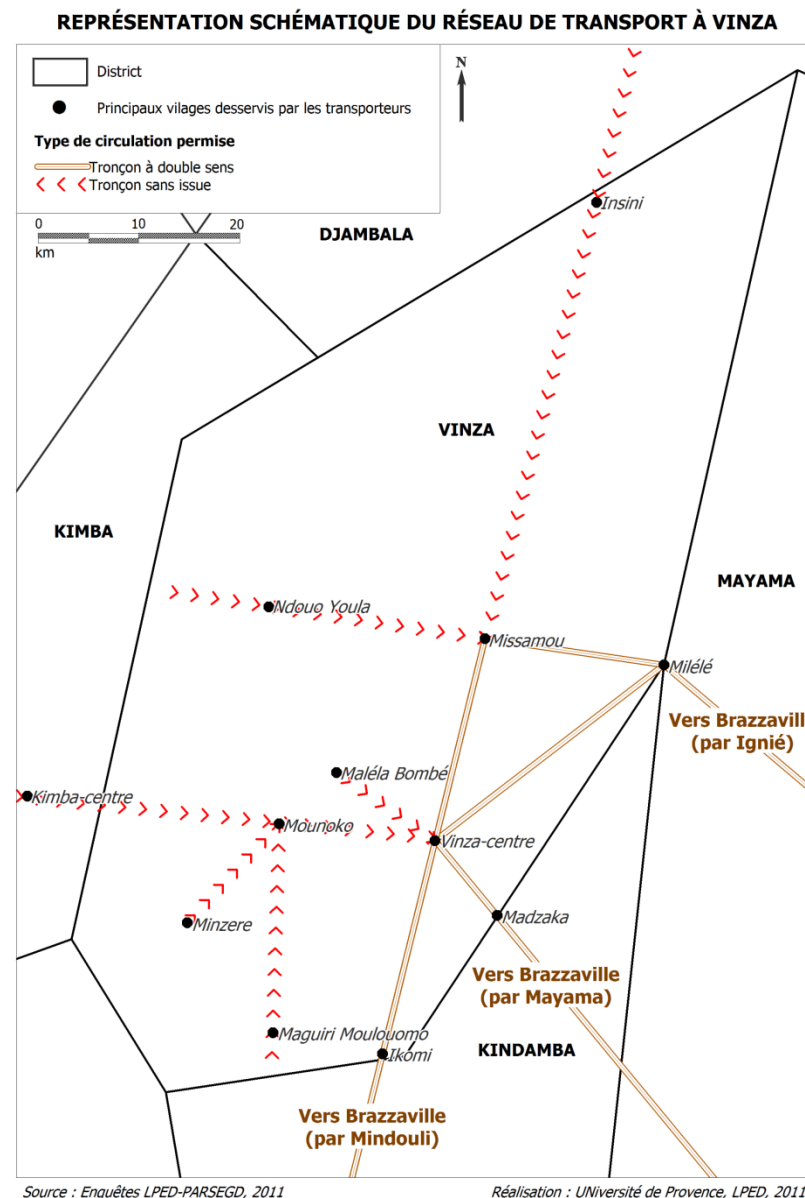 REPRÉSENTATION SCHÉMATIQUE DU RÉSEAU DE TRANSPORT À VINZA
District
Principaux vilages desservis par les transporteurs
Type de circulation permise
Tronçon à double sens
Tronçon sans issue
0 10 20
km
N
Insini
DJAMBALA
VINZA
KIMBA
MAYAMA
Ndouo Youla
Missamou
Milélé
Vers Brazzavill
(par Ignié)
Maléla Bombé
Kimba-centre
Mounoko
Vinza-centre
Minzere
Madzaka
Vers Brazzaville
(par Mayama)
Maguiri Moulouomo
Ikomi
KINDAMBA
Vers Brazzaville
(par Mindouli)
Source : Enquêtes LPED-PARSEGD, 2011
Réalisation : UNiversité de Provence, LPED, 2011